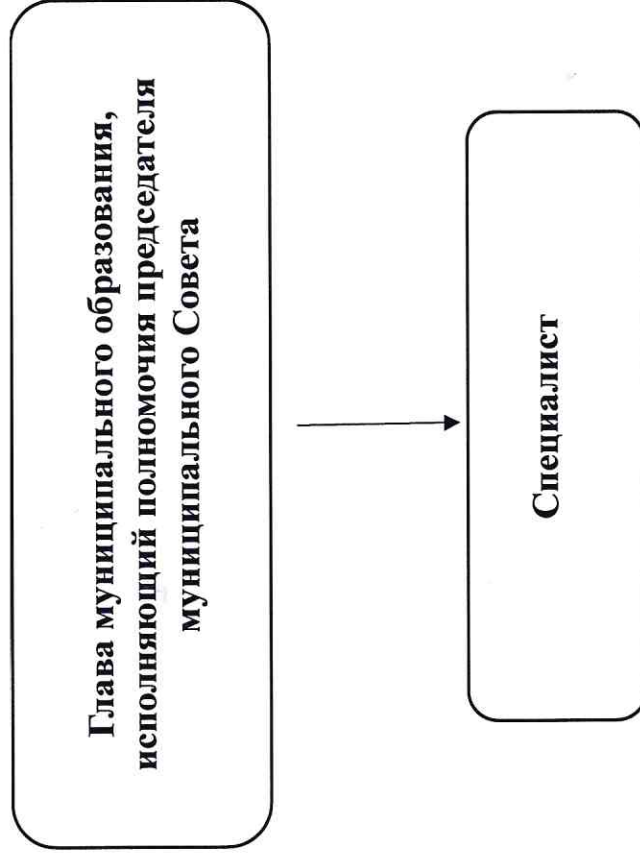 Глава муниципального образования,
исполняющий полномочия председателя
муниципального Совета
Специалист